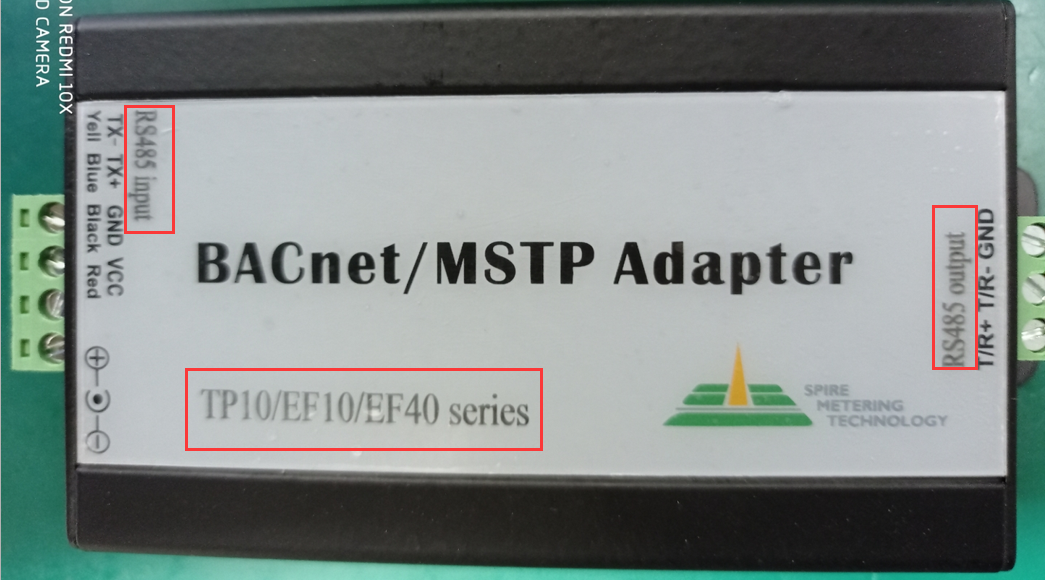 ON REDMI 10X
D CAMERA
RS485 input
TX- TX+ GND VCC
Yell Blue Black Red
BACnet/MSTP Adapter
TP10/EF10/EF40 series
SPIRE
METERING
TECHNOLOGY
RS485 output
T/R+ T/R- GND